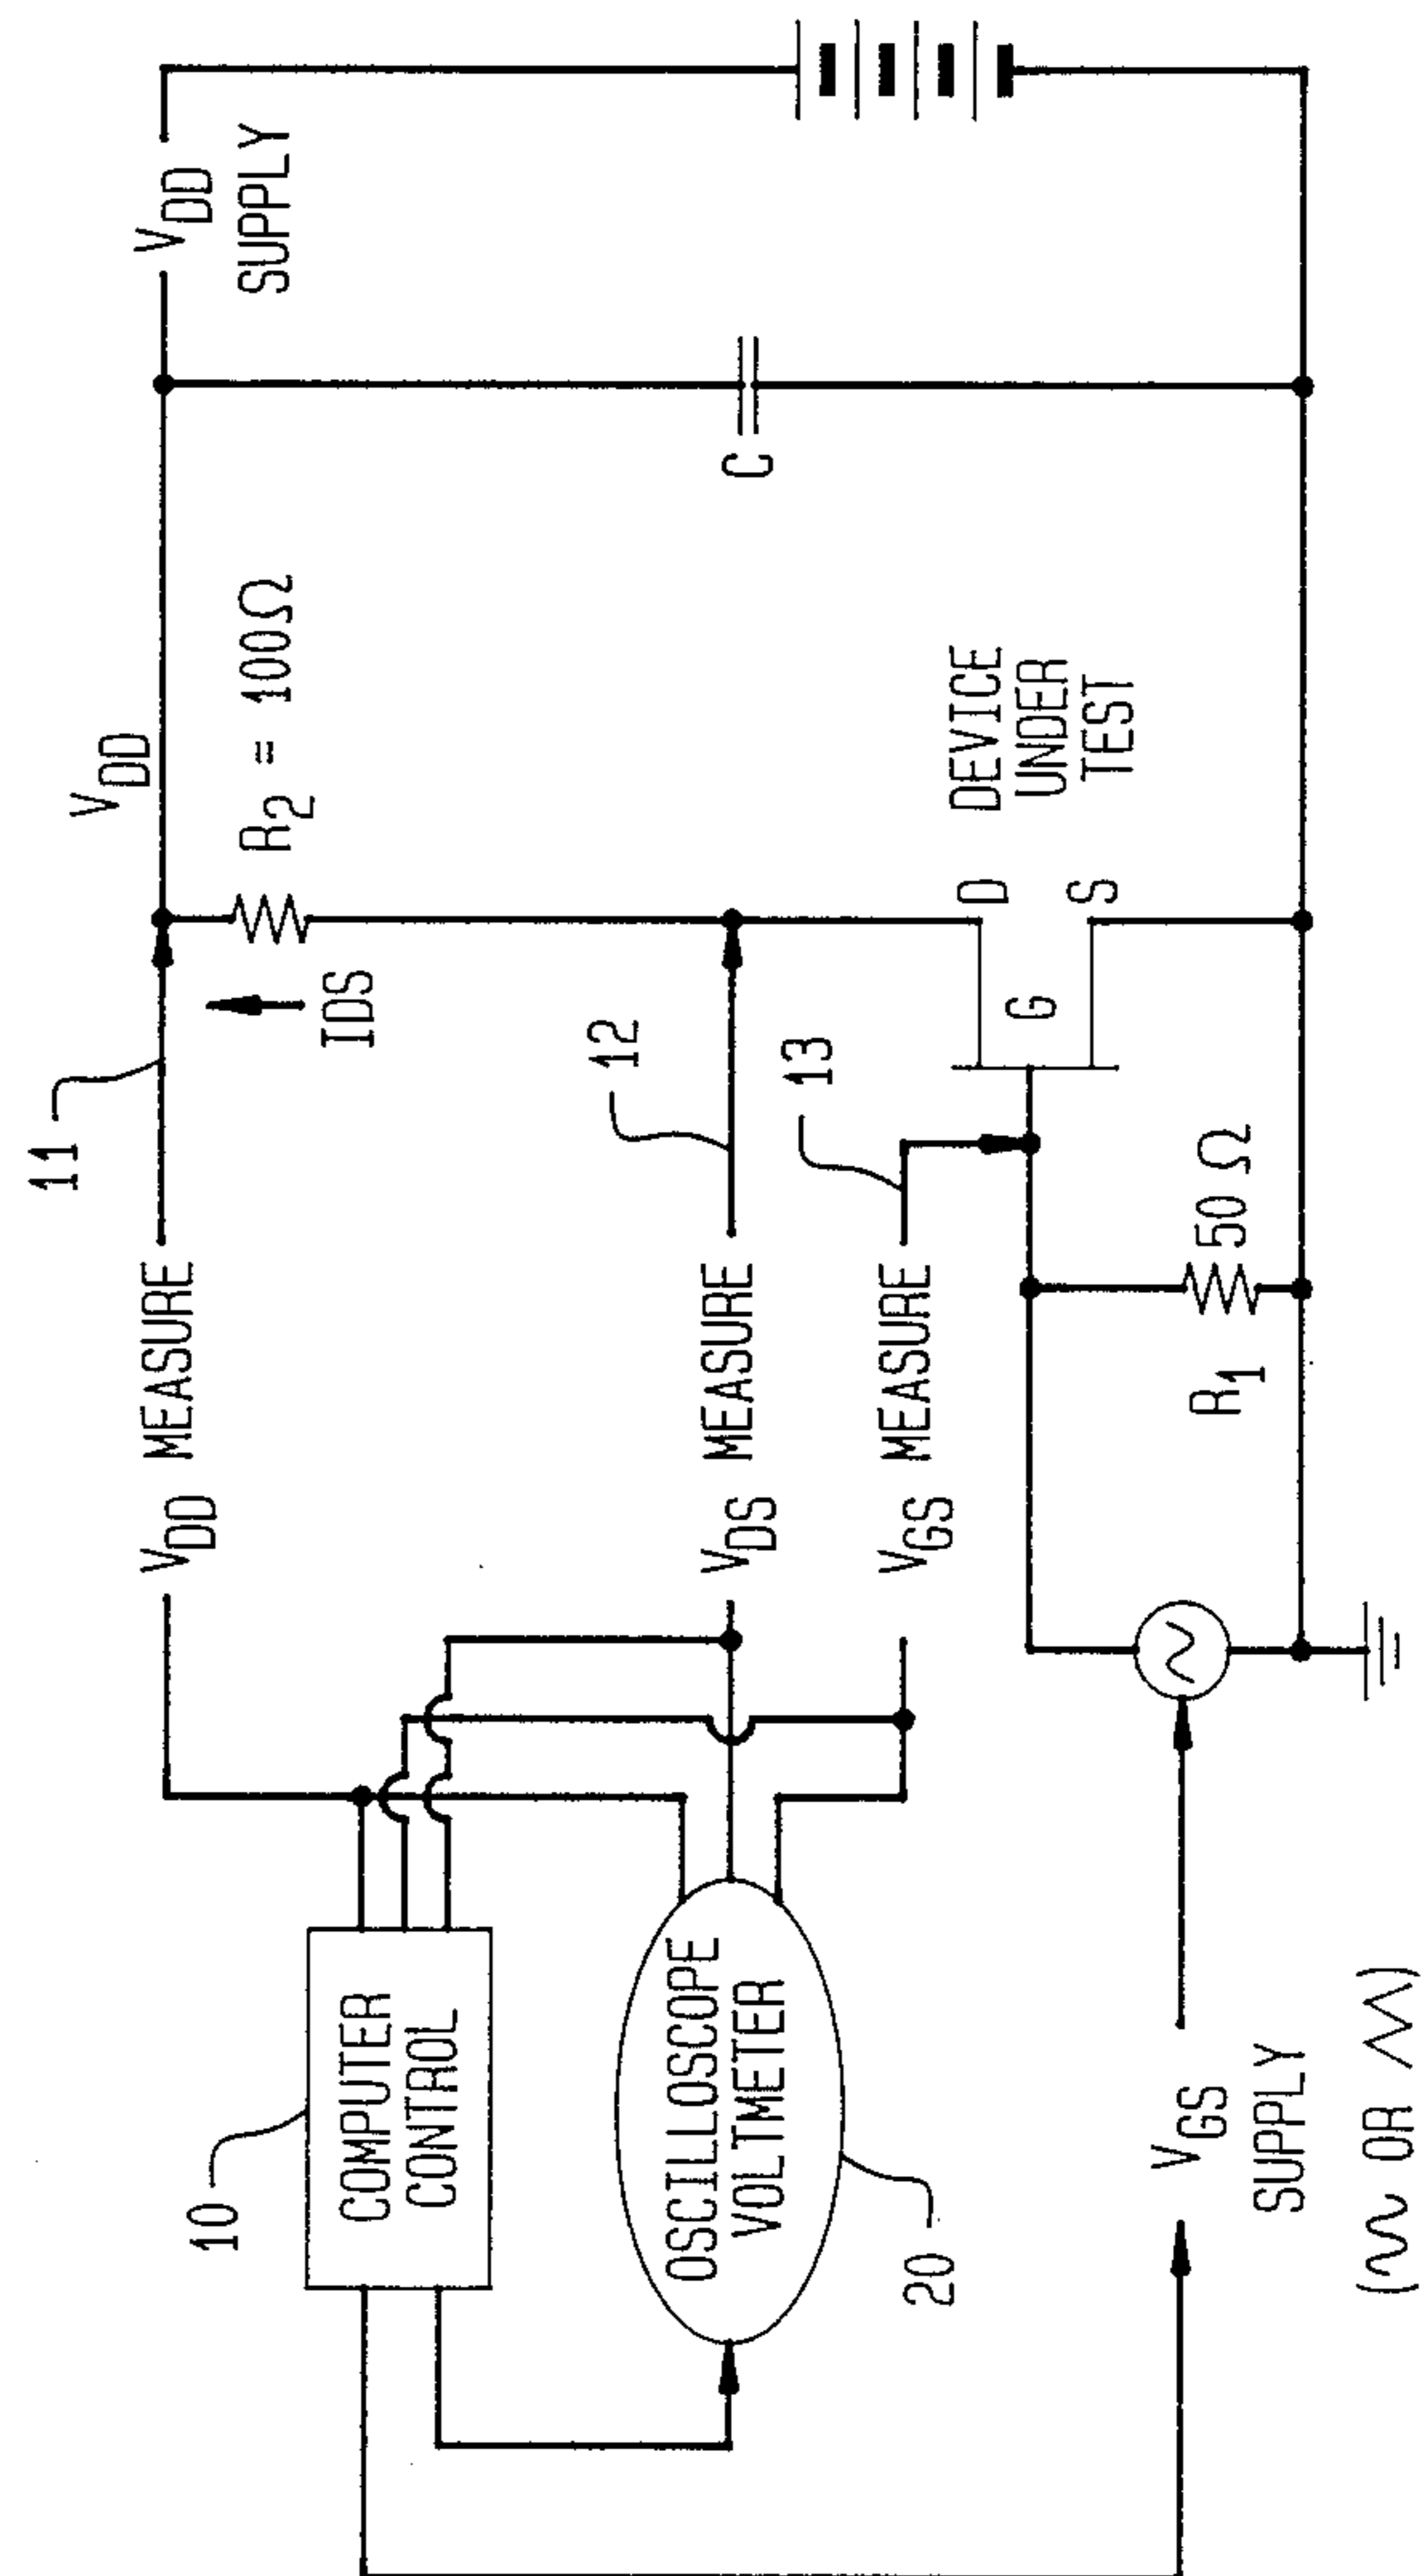 11
V_DD MEASURE
V_DD
V_DD
SUPPLY
R_2 = 100Ω
IDS
10
COMPUTER
CONTROL
12
V_DS MEASURE
OSCILLOSCOPE
VOLTMETER
20
13
V_GS MEASURE
C
D
G
S
DEVICE
UNDER
TEST
R_1
50 Ω
V_GS
SUPPLY
( OR )